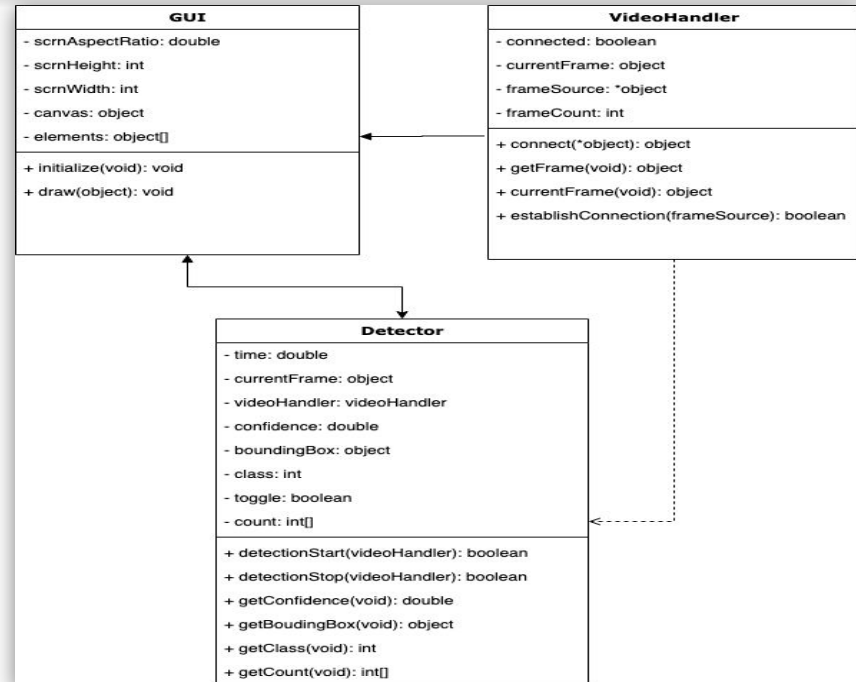 GUI
- scrnAspectRatio: double
- scrnHeight: int
- scrnWidth: int
- canvas: object
- elements: object[]
+ initialize(void): void
+ draw(object): void
VideoHandler
- connected: boolean
- currentFrame: object
- frameSource: *object
- frameCount: int
+ connect(*object): object
+ getFrame(void): object
+ currentFrame(void): object
+ establishConnection(frameSource): boolean
Detector
- time: double
- currentFrame: object
- videoHandler: videoHandler
- confidence: double
- boundingBox: object
- class: int
- toggle: boolean
- count: int[]
+ detectionStart(videoHandler): boolean
+ detectionStop(videoHandler): boolean
+ getConfidence(void): double
+ getBoudingBox(void): object
+ getClass(void): int
+ getCount(void): int[]